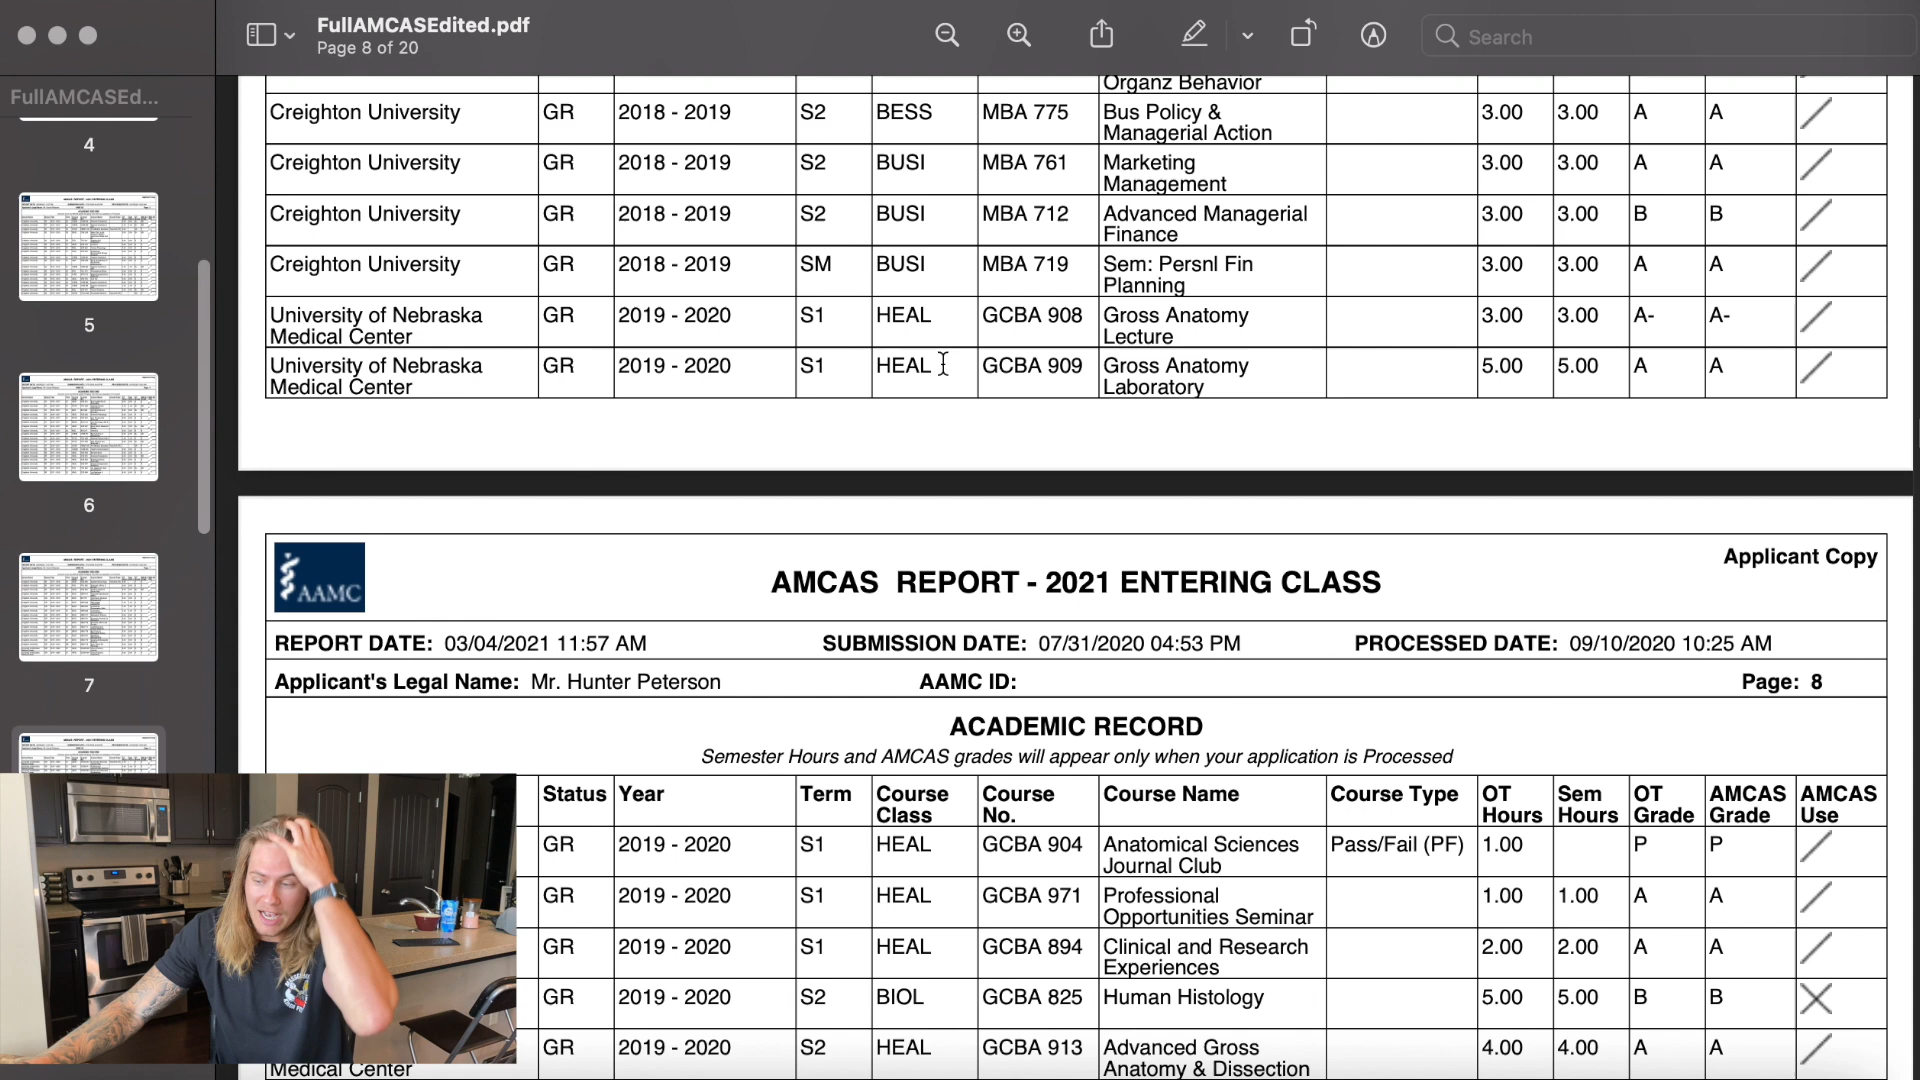 FullAMCASEdited.pdf
Page 8 of 20
Search
FullAMCASEd...
4
5
6
7
Organz Behavior
Creighton University GR 2018 - 2019 S2 BESS MBA 775 Bus Policy & 3.00 3.00 A A
Managerial Action
Creighton University GR 2018 - 2019 S2 BUSI MBA 761 Marketing 3.00 3.00 A A
Management
Creighton University GR 2018 - 2019 S2 BUSI MBA 712 Advanced Managerial 3.00 3.00 B B
Finance
Creighton University GR 2018 - 2019 SM BUSI MBA 719 Sem: Persnl Fin 3.00 3.00 A A
Planning
University of Nebraska GR 2019 - 2020 S1 HEAL GCBA 908 Gross Anatomy 3.00 3.00 A- A-
Medical Center Lecture
University of Nebraska GR 2019 - 2020 S1 HEAL GCBA 909 Gross Anatomy 5.00 5.00 A A
Medical Center Laboratory
AAMC
Applicant Copy
AMCAS REPORT - 2021 ENTERING CLASS
REPORT DATE: 03/04/2021 11:57 AM SUBMISSION DATE: 07/31/2020 04:53 PM PROCESSED DATE: 09/10/2020 10:25 AM
Applicant's Legal Name: Mr. Hunter Peterson AAMC ID: Page: 8
ACADEMIC RECORD
Semester Hours and AMCAS grades will appear only when your application is Processed
Status Year Term Course Course Course Name Course Type OT Sem OT AMCAS AMCAS
Class No. Hours Hours Grade Grade Use
GR 2019 - 2020 S1 HEAL GCBA 904 Anatomical Sciences Pass/Fail (PF) 1.00 P P
Journal Club
GR 2019 - 2020 S1 HEAL GCBA 971 Professional 1.00 1.00 A A
Opportunities Seminar
GR 2019 - 2020 S1 HEAL GCBA 894 Clinical and Research 2.00 2.00 A A
Experiences
GR 2019 - 2020 S2 BIOL GCBA 825 Human Histology 5.00 5.00 B B
GR 2019 - 2020 S2 HEAL GCBA 913 Advanced Gross 4.00 4.00 A A
Medical Center Anatomy & Dissection